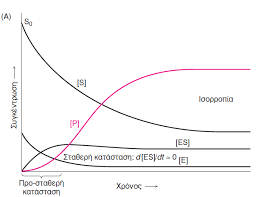 (A)
S₀
[S]
[P]
Ισορροπία
[ES]
Σταθερή κατάσταση; d[ES]/dt = 0
[E]
Συγκέντρωση
Προ-σταθερή
κατάσταση
Χρόνος